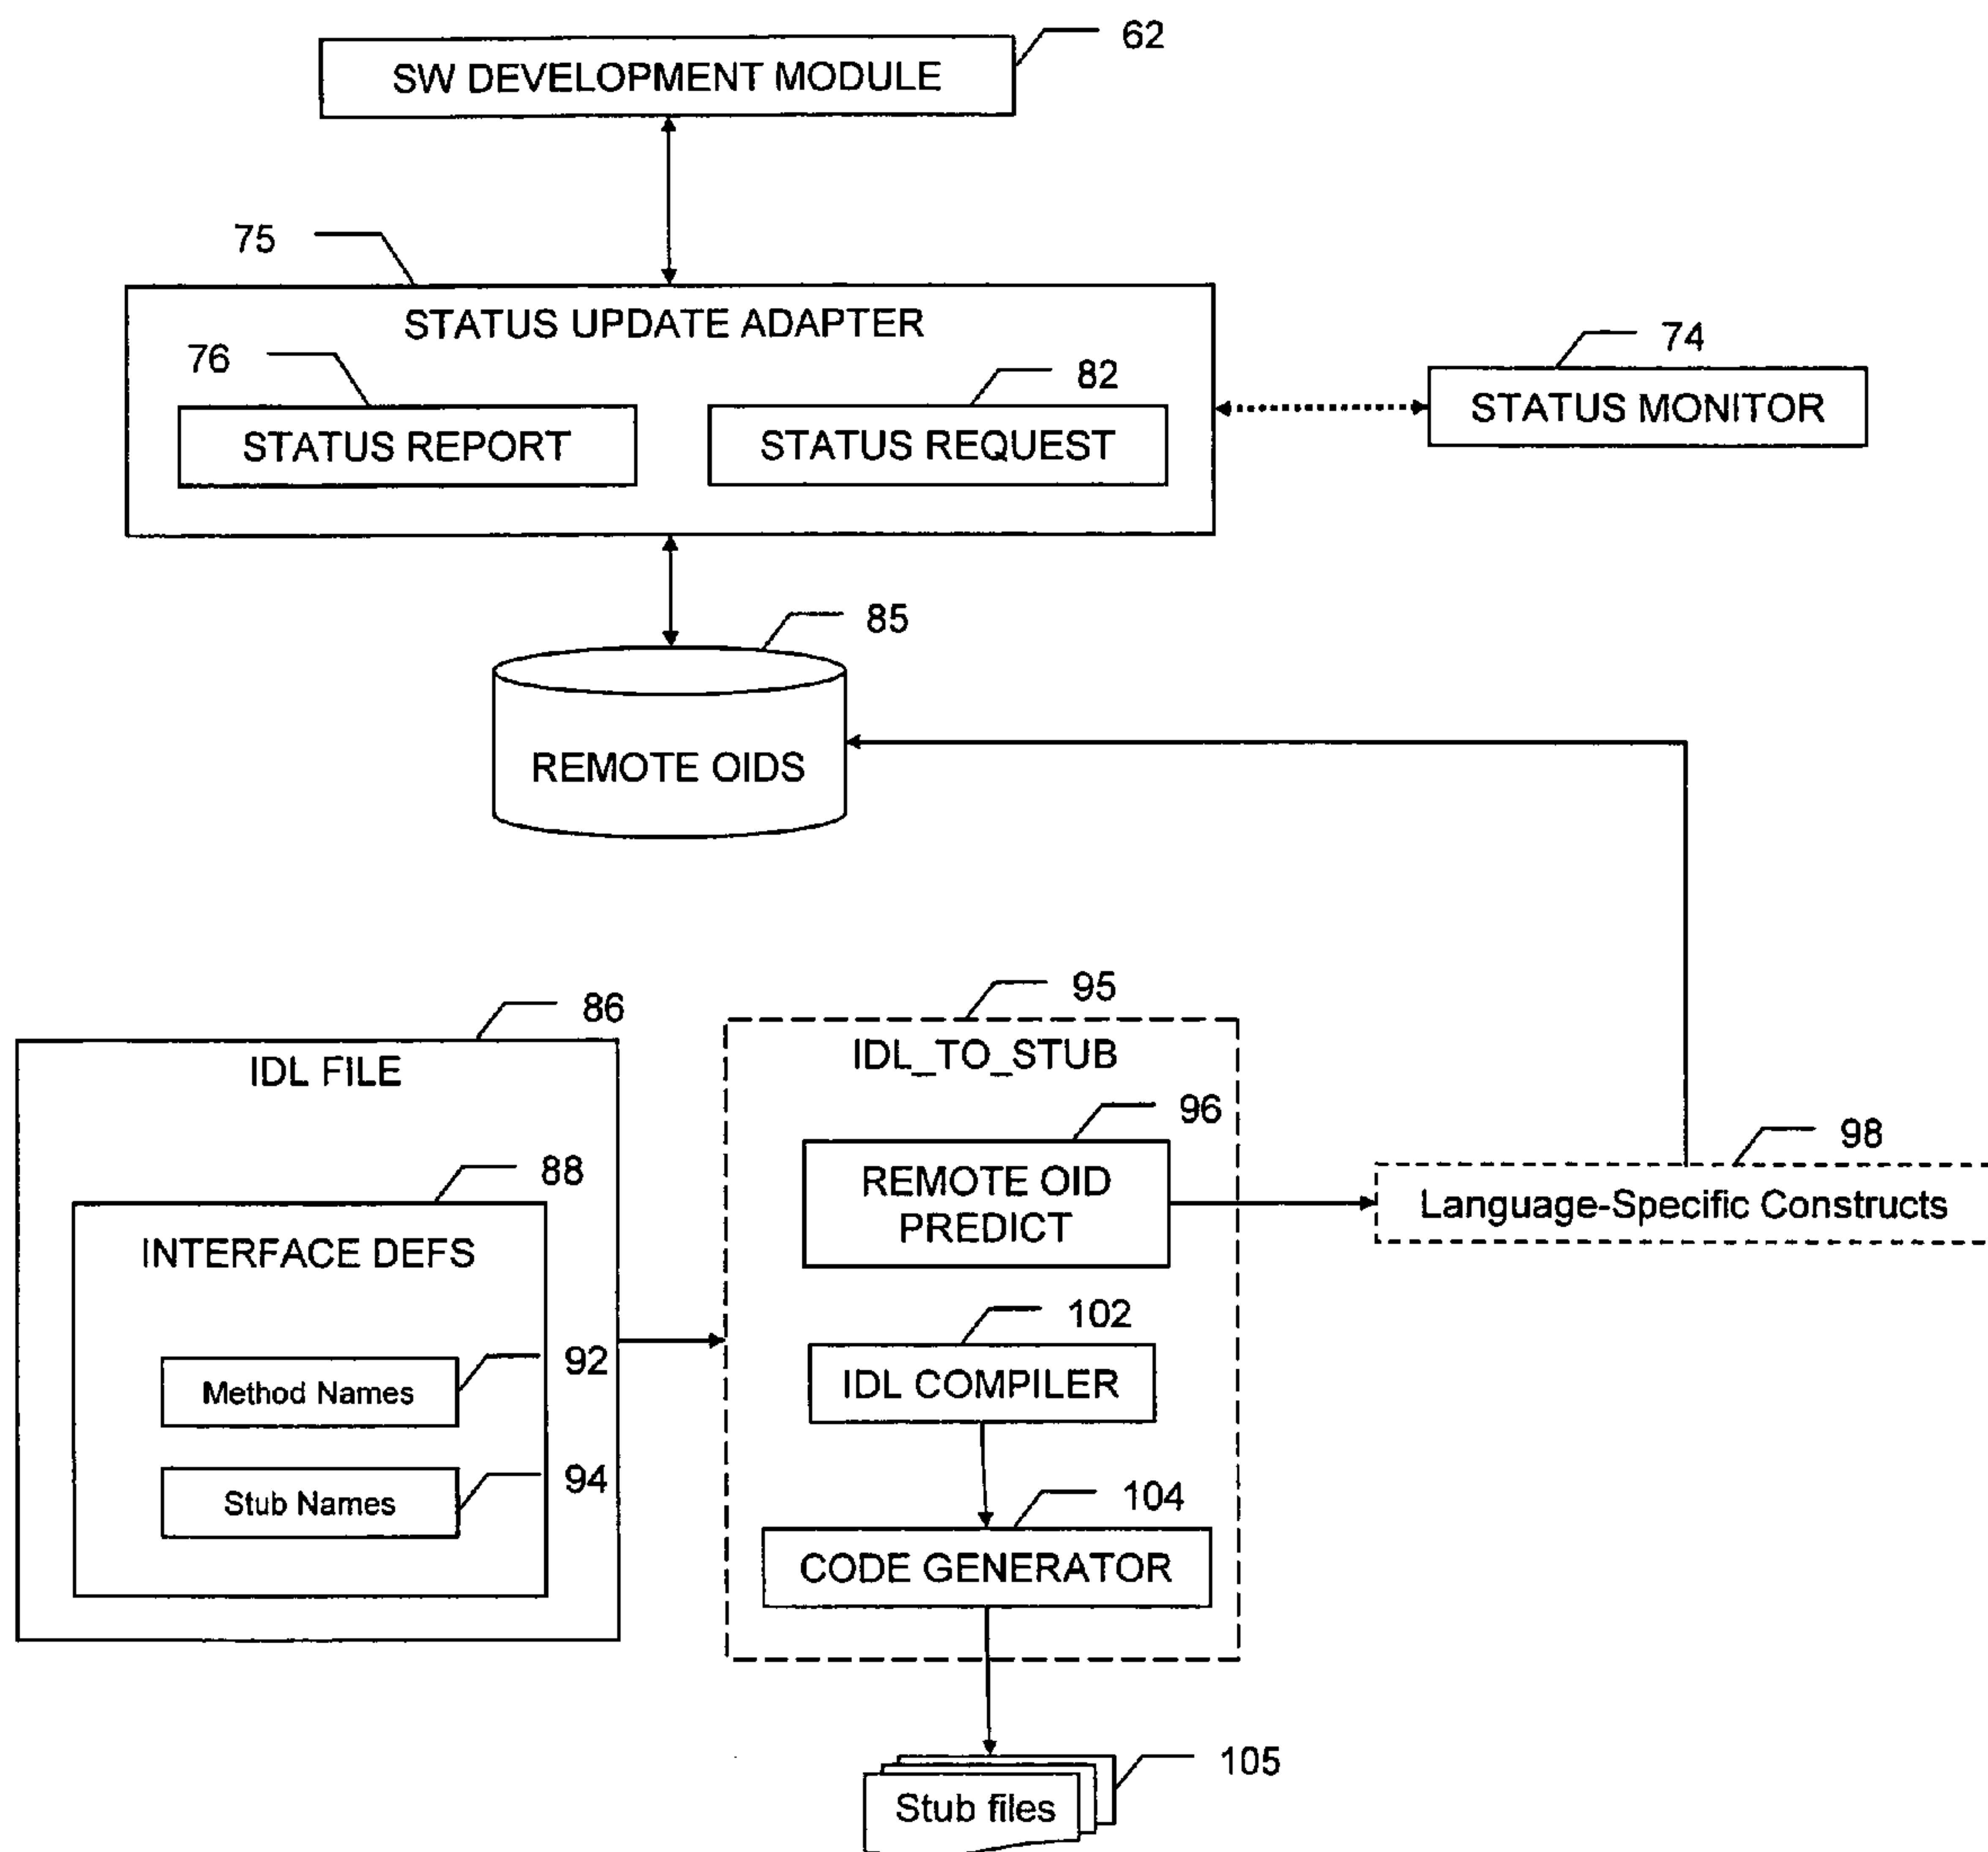 62
SW DEVELOPMENT MODULE
75
STATUS UPDATE ADAPTER
76
82
74
STATUS REPORT
STATUS REQUEST
STATUS MONITOR
85
REMOTE OIDS
86
95
IDL FILE
IDL_TO_STUB
96
88
98
REMOTE OID
PREDICT
Language-Specific Constructs
INTERFACE DEFS
102
92
Method Names
IDL COMPILER
94
Stub Names
104
CODE GENERATOR
105
Stub files